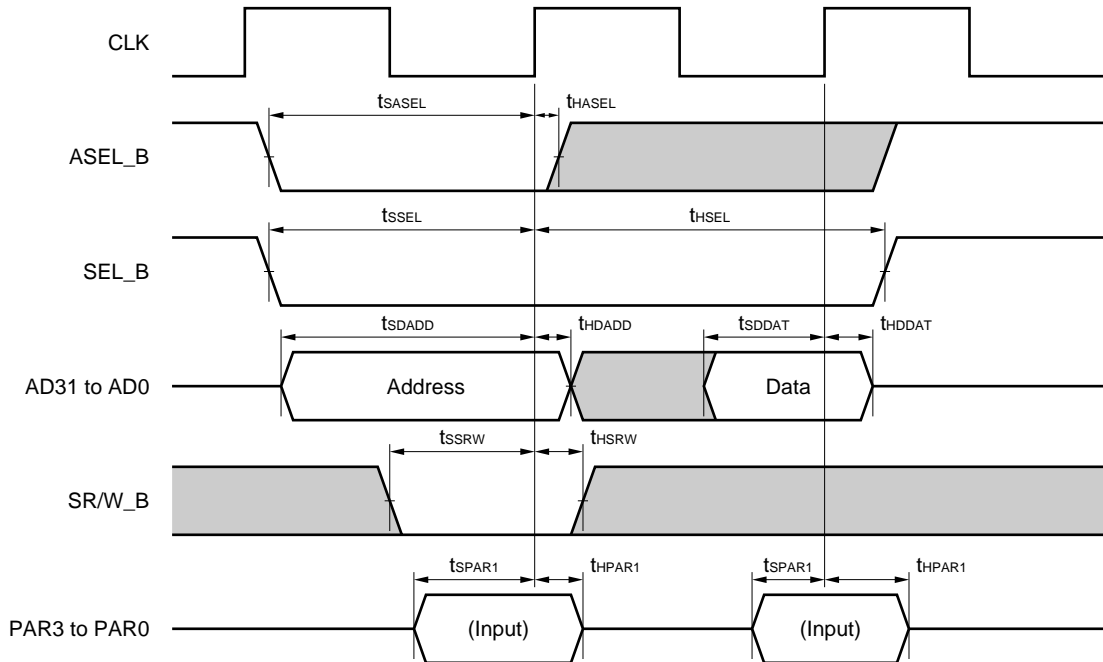 CLK
tSASEL tHASEL
ASEL_B
tSSEL tHSEL
SEL_B
tSDADD tHDADD tSDDAT tHDDAT
AD31 to AD0 Address Data
tSSRW tHSRW
SR/W_B
tSPAR1 tHPAR1 tSPAR1 tHPAR1
PAR3 to PAR0 (Input) (Input)